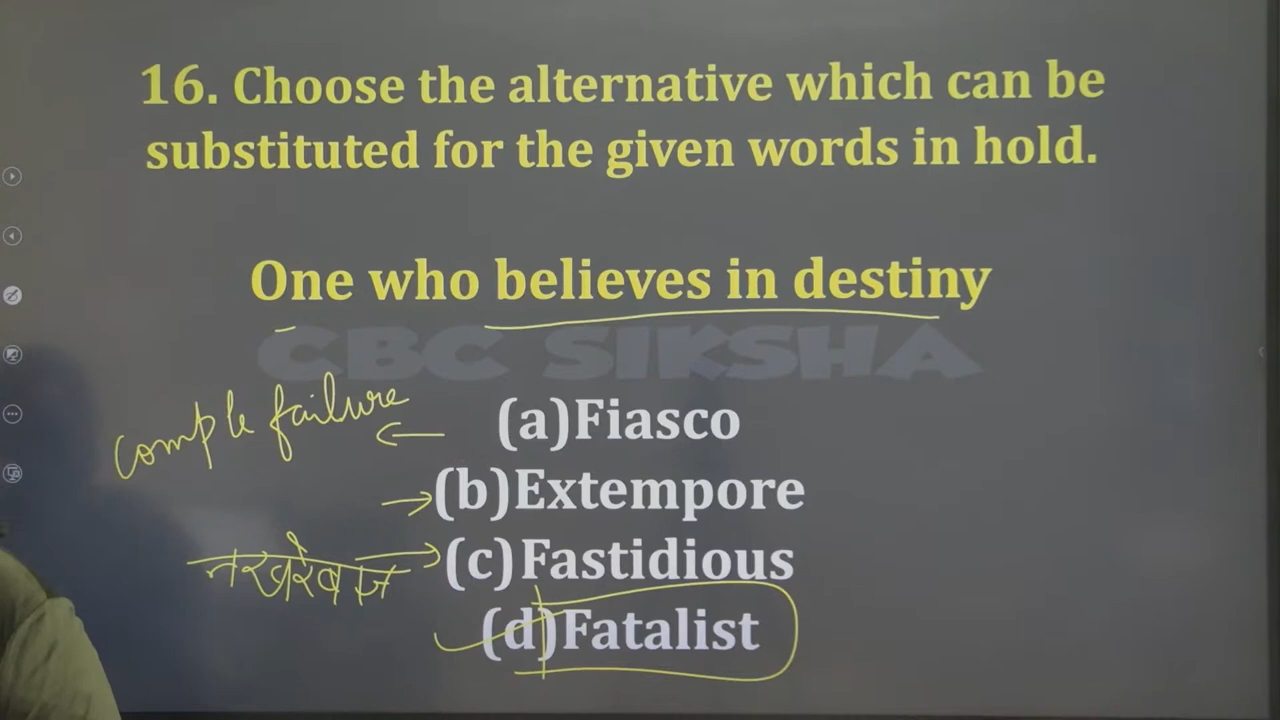 16. Choose the alternative which can be
substituted for the given words in hold.
One who believes in destiny
CBC SIKSHA
comple failure
(a)Fiasco
(b)Extempore
नखरेबाज
(c)Fastidious
(d)Fatalist